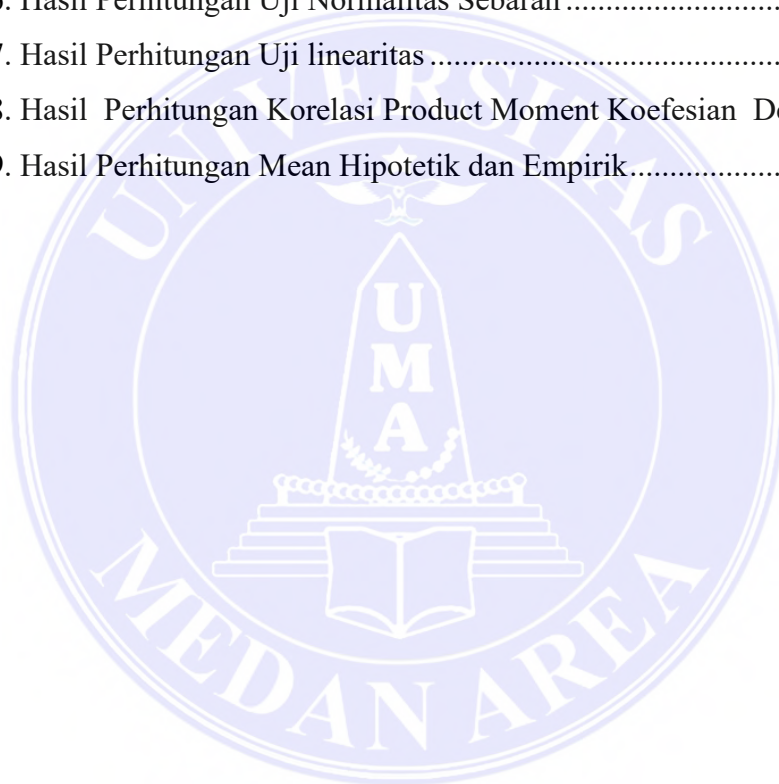 . Hasil Perhitungan Uji Normalitas Sebaran ..............................
7. Hasil Perhitungan Uji linearitas ..............................................
8. Hasil Perhitungan Korelasi Product Moment Koefesian
9. Hasil Perhitungan Mean Hipotetik dan Empirik....................
UNIVERSITAS
U
M
A
MEDAN AREA